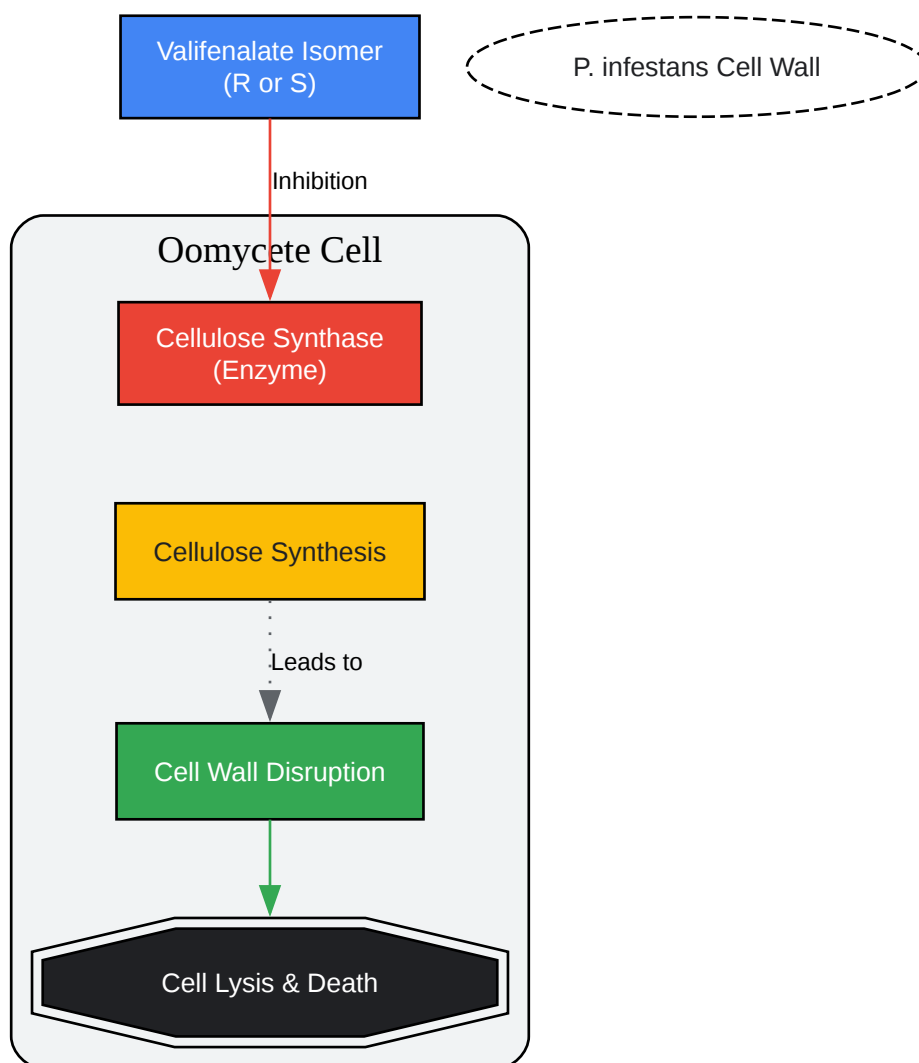 Valifenalate Isomer
(R or S)
P. infestans Cell Wall
Inhibition
Oomycete Cell
Cellulose Synthase
(Enzyme)
Cellulose Synthesis
Leads to
Cell Wall Disruption
Cell Lysis & Death